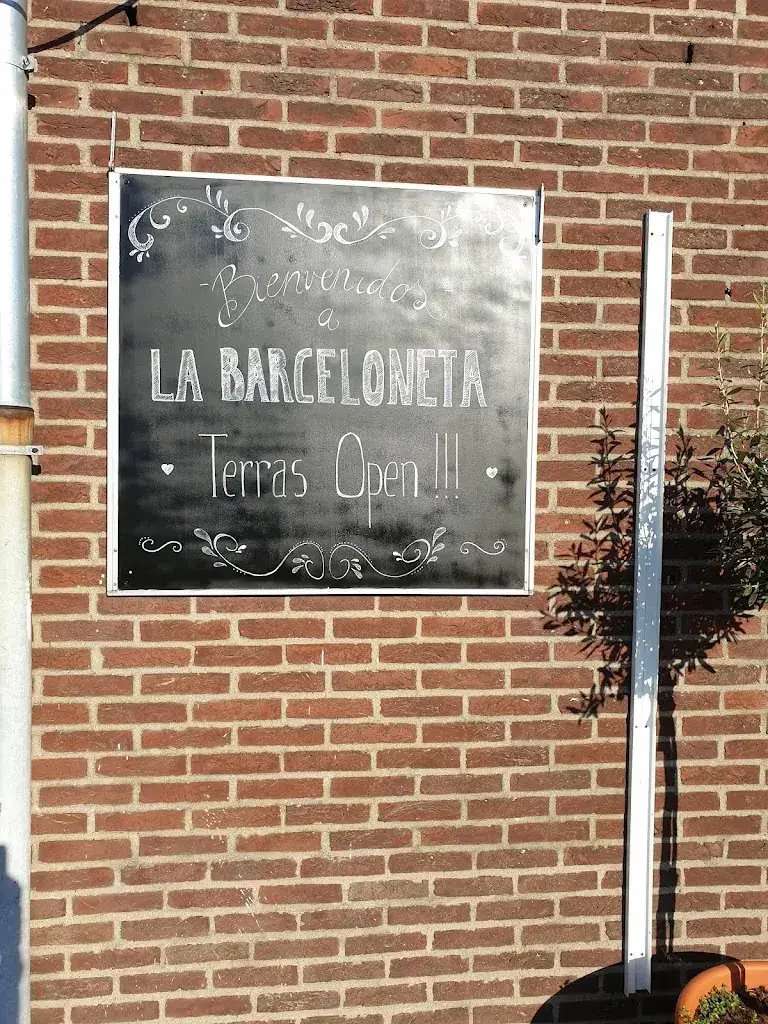 -Bienvenidos
a
LA BARCELONETA
Terras Open !!!